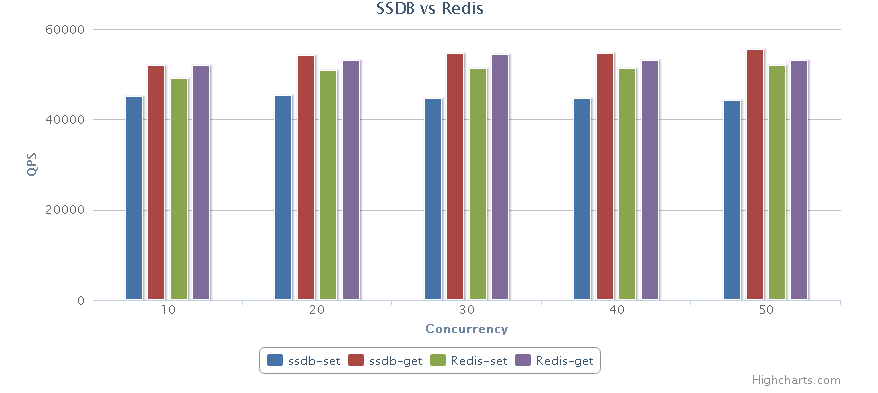 SSDB vs Redis
60000
40000
20000
0
QPS
10 20 30 40 50
Concurrency
ssdb-set ssdb-get Redis-set Redis-get
Highcharts.com